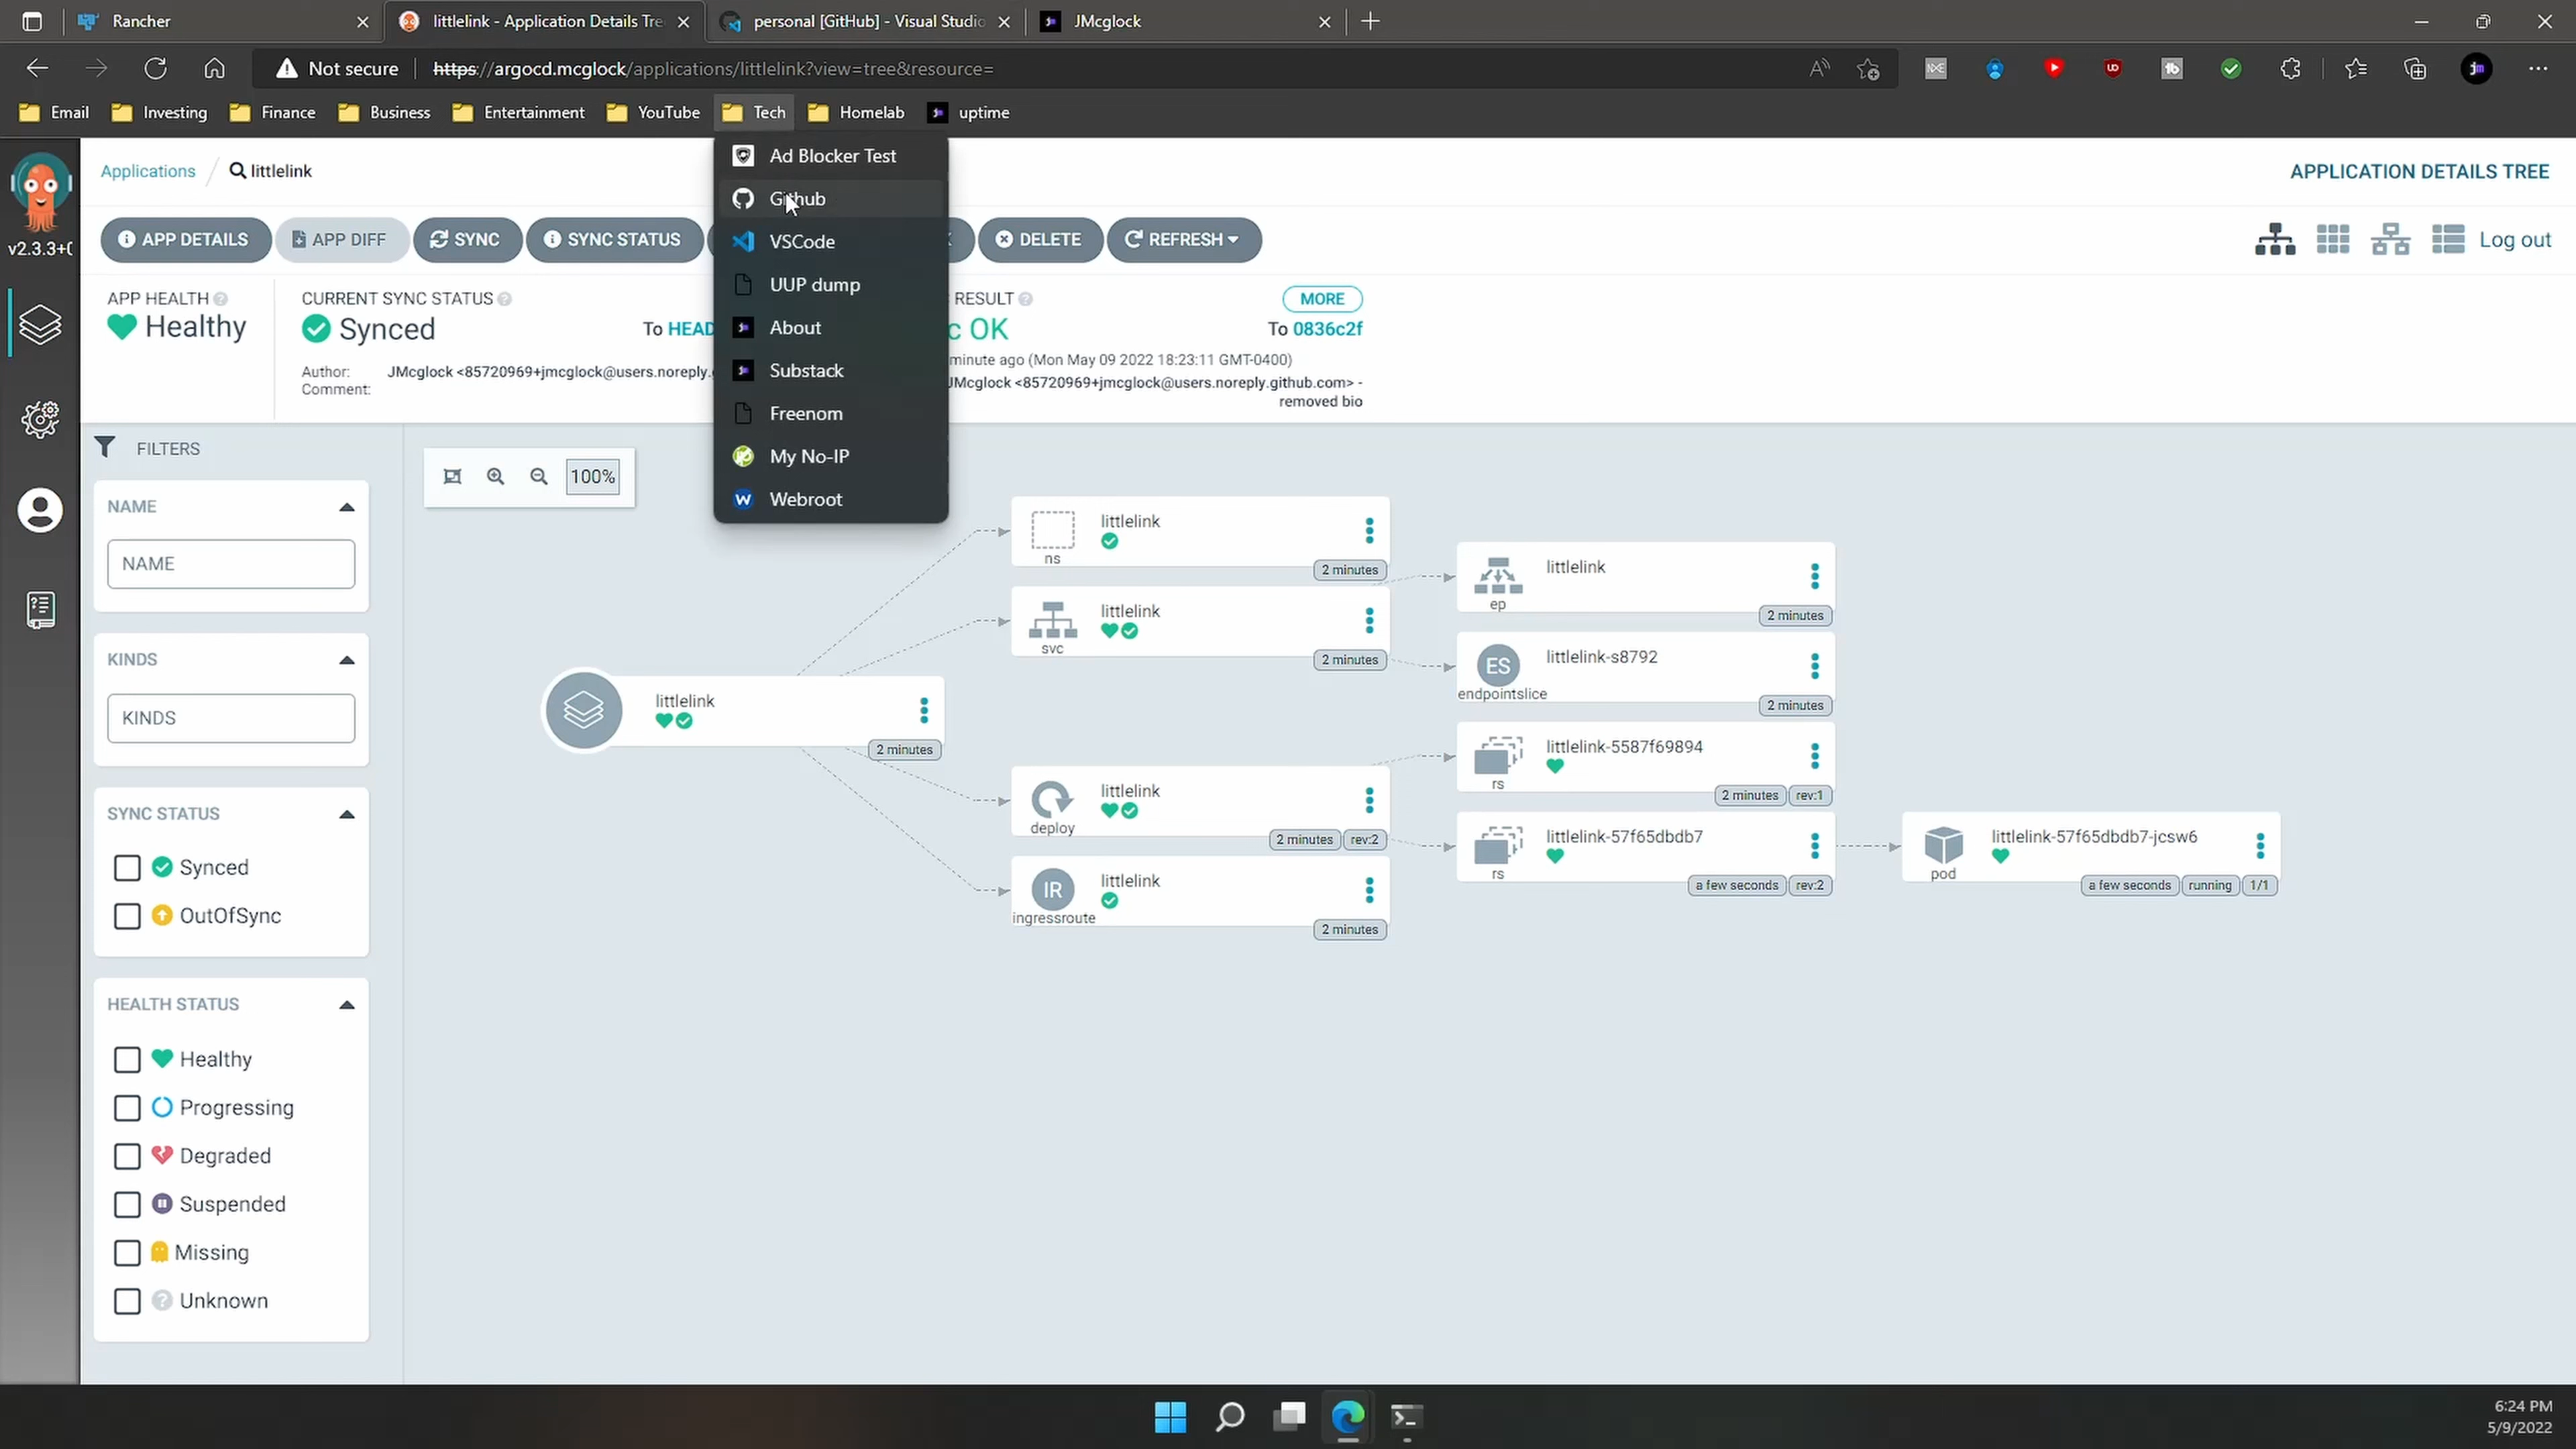 Rancher
littlelink - Application Details Tre
personal [GitHub] - Visual Studio
JMcglock
Not secure
https://argocd.mcglock/applications/littlelink?view=tree&resource=
Email
Investing
Finance
Business
Entertainment
YouTube
Tech
Homelab
uptime
Ad Blocker Test
Github
VSCode
UUP dump
About
Substack
Freenom
My No-IP
Webroot
v2.3.3+(
Applications / littlelink
APPLICATION DETAILS TREE
APP DETAILS
APP DIFF
SYNC
SYNC STATUS
DELETE
REFRESH
Log out
APP HEALTH
Healthy
CURRENT SYNC STATUS
Synced
To HEAD
Author: JMcglock <85720969+jmcglock@users.noreply.g
Comment:
RESULT
MORE
c OK
To 0836c2f
minute ago (Mon May 09 2022 18:23:11 GMT-0400)
JMcglock <85720969+jmcglock@users.noreply.github.com> -
removed bio
FILTERS
NAME
NAME
KINDS
KINDS
SYNC STATUS
Synced
OutOfSync
HEALTH STATUS
Healthy
Progressing
Degraded
Suspended
Missing
Unknown
100%
littlelink
2 minutes
littlelink
ns
2 minutes
littlelink
svc
2 minutes
littlelink
deploy
2 minutes
rev:2
IR
littlelink
ingressroute
2 minutes
littlelink
ep
2 minutes
ES
littlelink-s8792
endpointslice
2 minutes
littlelink-5587f69894
rs
2 minutes
rev:1
littlelink-57f65dbdb7
rs
a few seconds
rev:2
littlelink-57f65dbdb7-jcsw6
pod
a few seconds
running
1/1
6:24 PM
5/9/2022